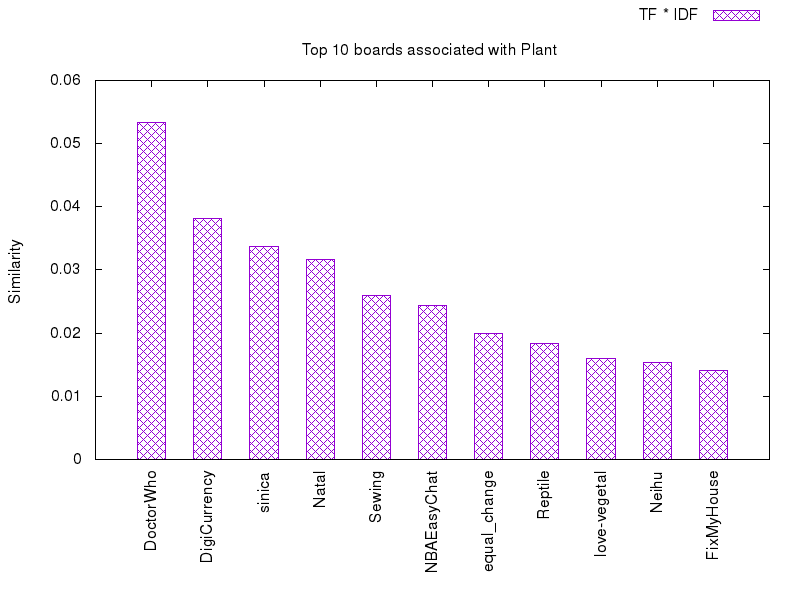 TF * IDF
Top 10 boards associated with Plant
0.06
0.05
0.04
0.03
0.02
0.01
0
Similarity
DoctorWho
DigiCurrency
sinica
Natal
Sewing
NBAEasyChat
equal_change
Reptile
love-vegetal
Neihu
FixMyHouse